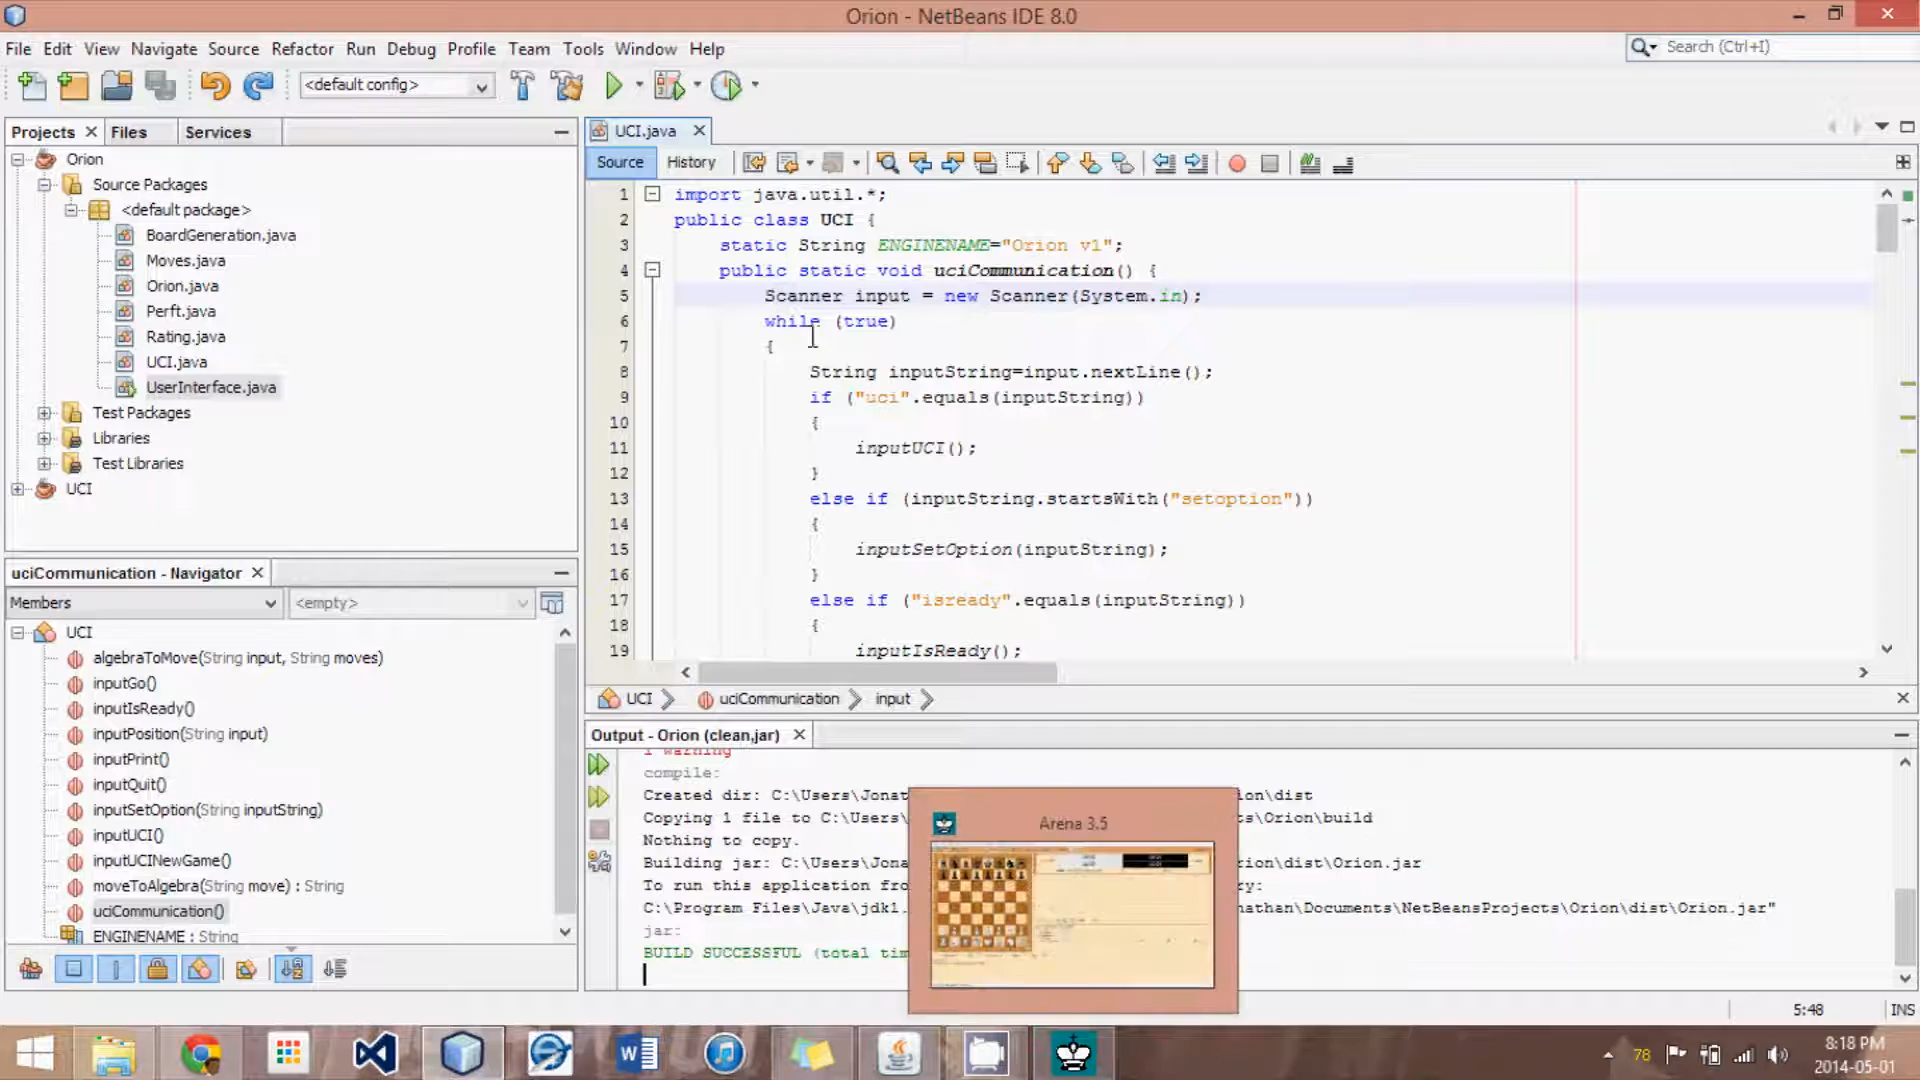 Orion - NetBeans IDE 8.0
File Edit View Navigate Source Refactor Run Debug Profile Team Tools Window Help
Search (Ctrl+I)
<default config>
Projects Files Services
Orion
Source Packages
<default package>
BoardGeneration.java
Moves.java
Orion.java
Perft.java
Rating.java
UCI.java
UserInterface.java
Test Packages
Libraries
Test Libraries
UCI
uciCommunication - Navigator
Members <empty>
UCI
algebraToMove(String input, String moves)
inputGo()
inputIsReady()
inputPosition(String input)
inputPrint()
inputQuit()
inputSetOption(String inputString)
inputUCI()
inputUCINewGame()
moveToAlgebra(String move) : String
uciCommunication()
ENGINENAME : String
UCI.java
Source History
1 import java.util.*;
2 public class UCI {
3 static String ENGINENAME="Orion v1";
4 public static void uciCommunication() {
5 Scanner input = new Scanner(System.in);
6 while (true)
7 {
8 String inputString=input.nextLine();
9 if ("uci".equals(inputString))
10 {
11 inputUCI();
12 }
13 else if (inputString.startsWith("setoption"))
14 {
15 inputSetOption(inputString);
16 }
17 else if ("isready".equals(inputString))
18 {
19 inputIsReady();
UCI uciCommunication input
Output - Orion (clean,jar)
1 warning
compile:
Created dir: C:\Users\Jonat ion\dist
Copying 1 file to C:\Users\ ts\Orion\build
Nothing to copy.
Building jar: C:\Users\Jona rion\dist\Orion.jar
To run this application fro ry:
C:\Program Files\Java\jdk1. nathan\Documents\NetBeansProjects\Orion\dist\Orion.jar"
jar:
BUILD SUCCESSFUL (total tim
Arena 3.5
5:48 INS
78
8:18 PM
2014-05-01